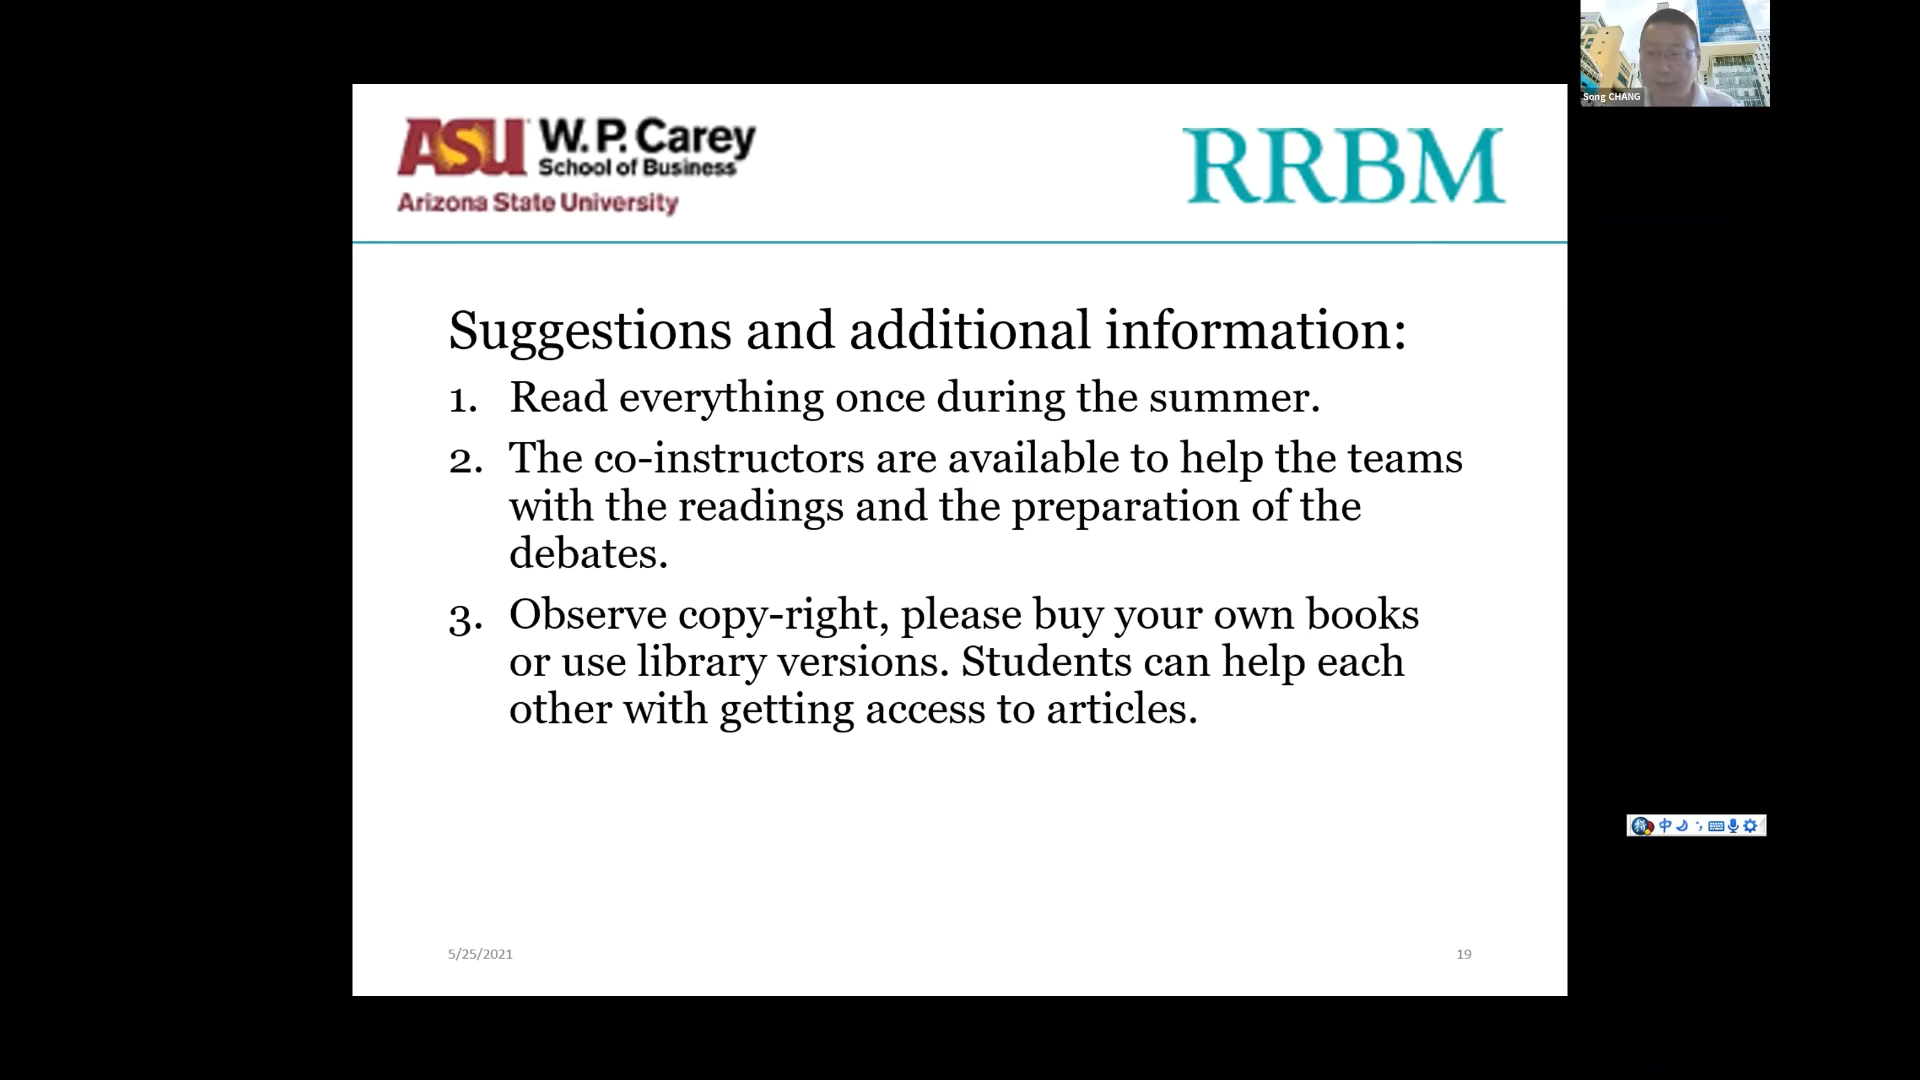 Song CHANG
ASU W. P. Carey
School of Business
Arizona State University
RRBM
Suggestions and additional information:
1. Read everything once during the summer.
2. The co-instructors are available to help the teams
with the readings and the preparation of the
debates.
3. Observe copy-right, please buy your own books
or use library versions. Students can help each
other with getting access to articles.
中
5/25/2021
19